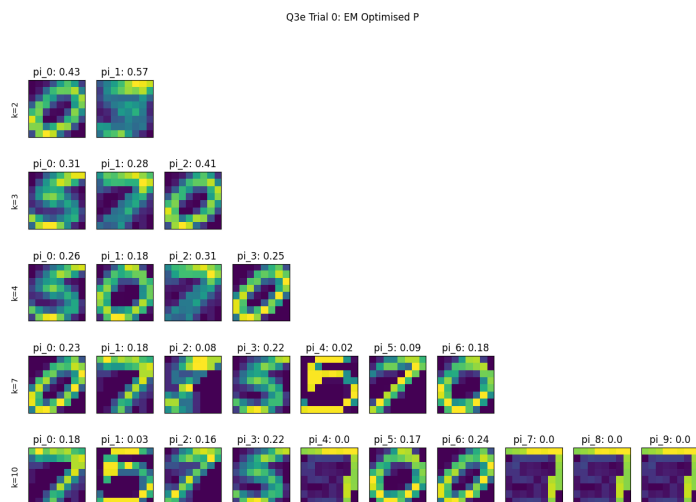 Q3e Trial 0: EM Optimised P
pi_0: 0.43 pi_1: 0.57
k=2
pi_0: 0.31 pi_1: 0.28 pi_2: 0.41
k=3
pi_0: 0.26 pi_1: 0.18 pi_2: 0.31 pi_3: 0.25
k=4
pi_0: 0.23 pi_1: 0.18 pi_2: 0.08 pi_3: 0.22 pi_4: 0.02 pi_5: 0.09 pi_6: 0.18
k=7
pi_0: 0.18 pi_1: 0.03 pi_2: 0.16 pi_3: 0.22 pi_4: 0.0 pi_5: 0.17 pi_6: 0.24 pi_7: 0.0 pi_8: 0.0 pi_9: 0.0
k=10